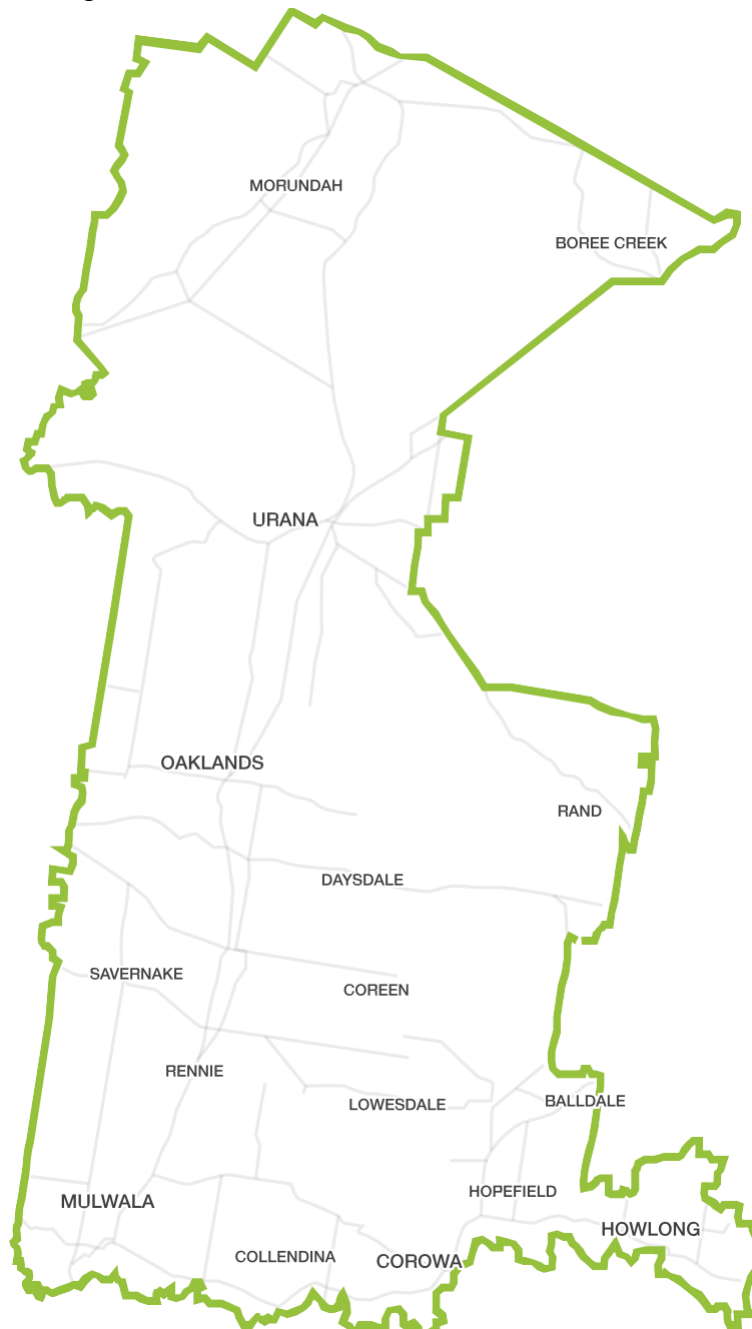 MORUNDAH
BOREE CREEK
URANA
OAKLANDS
RAND
DAYSDALE
SAVERNAKE
COREEN
RENNIE
LOWESDALE
BALLDALE
HOPEFIELD
MULWALA
HOWLONG
COLLENDINA
COROWA